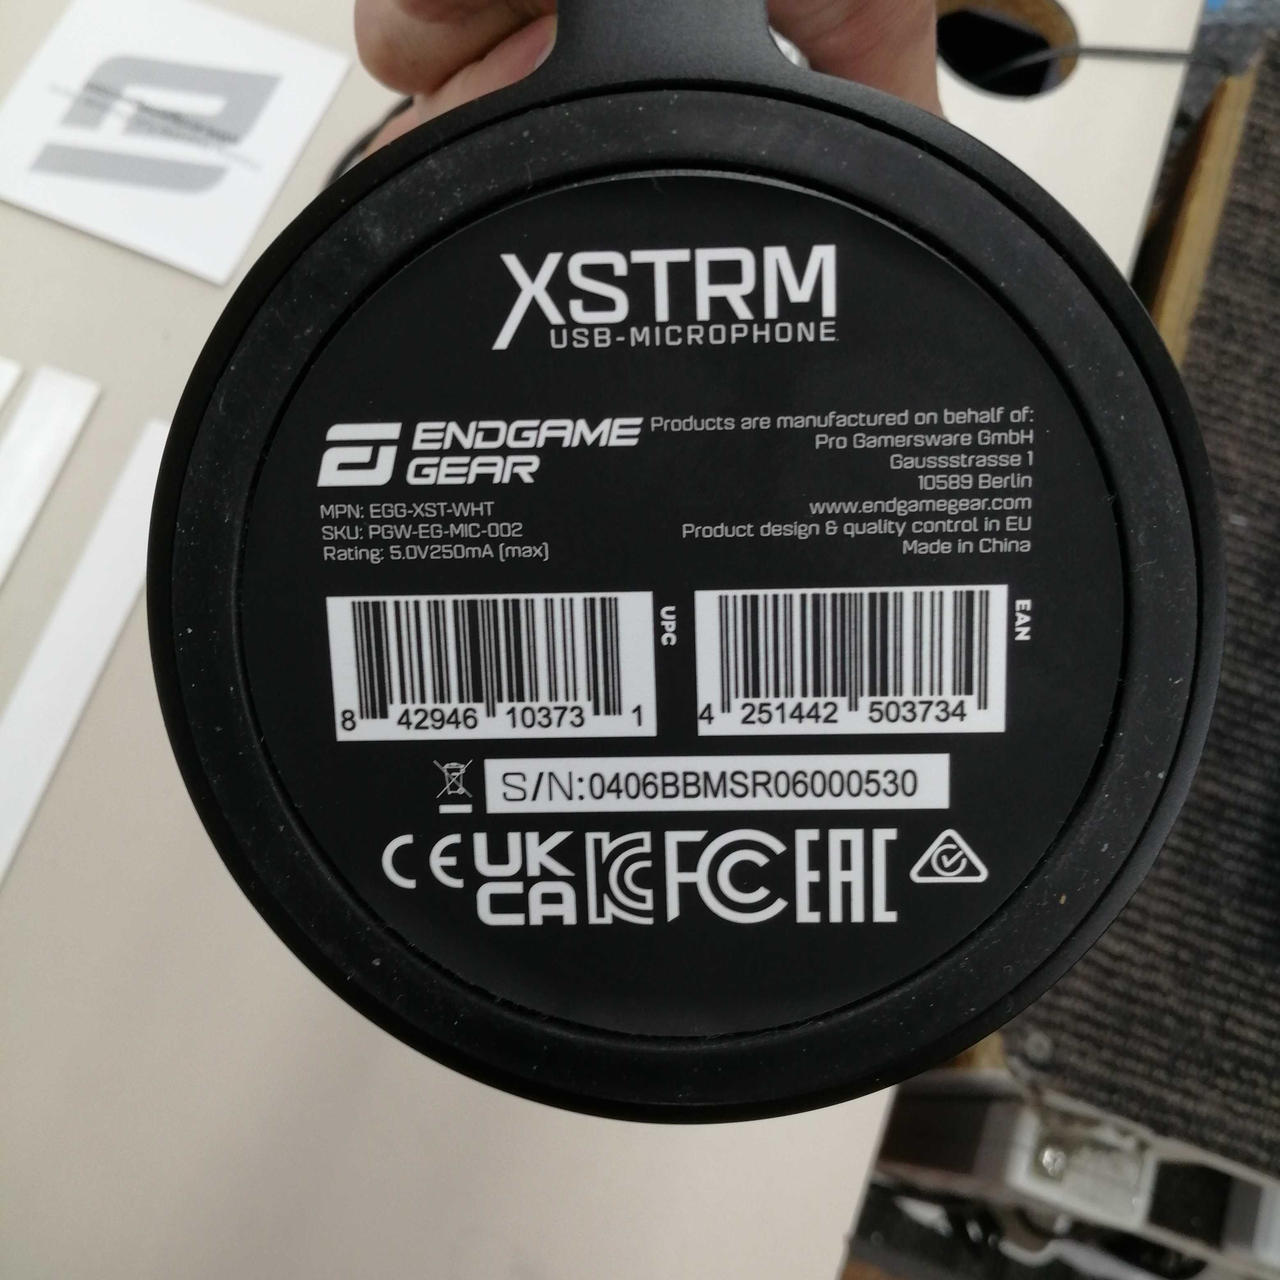 XSTRM
USB-MICROPHONE
ENDGAME
GEAR
MPN: EGG-XST-WHT
SKU: PGW-EG-MIC-002
Rating: 5.0V250mA (max)
Products are manufactured on behalf of:
Pro Gamersware GmbH
Gaussstrasse 1
10589 Berlin
www.endgamegear.com
Product design & quality control in EU
Made in China
8 42946 10373 1
UPC
4 251442 503734
EAN
S/N:0406BBMSR06000530
CE UK CA KC FC EAC